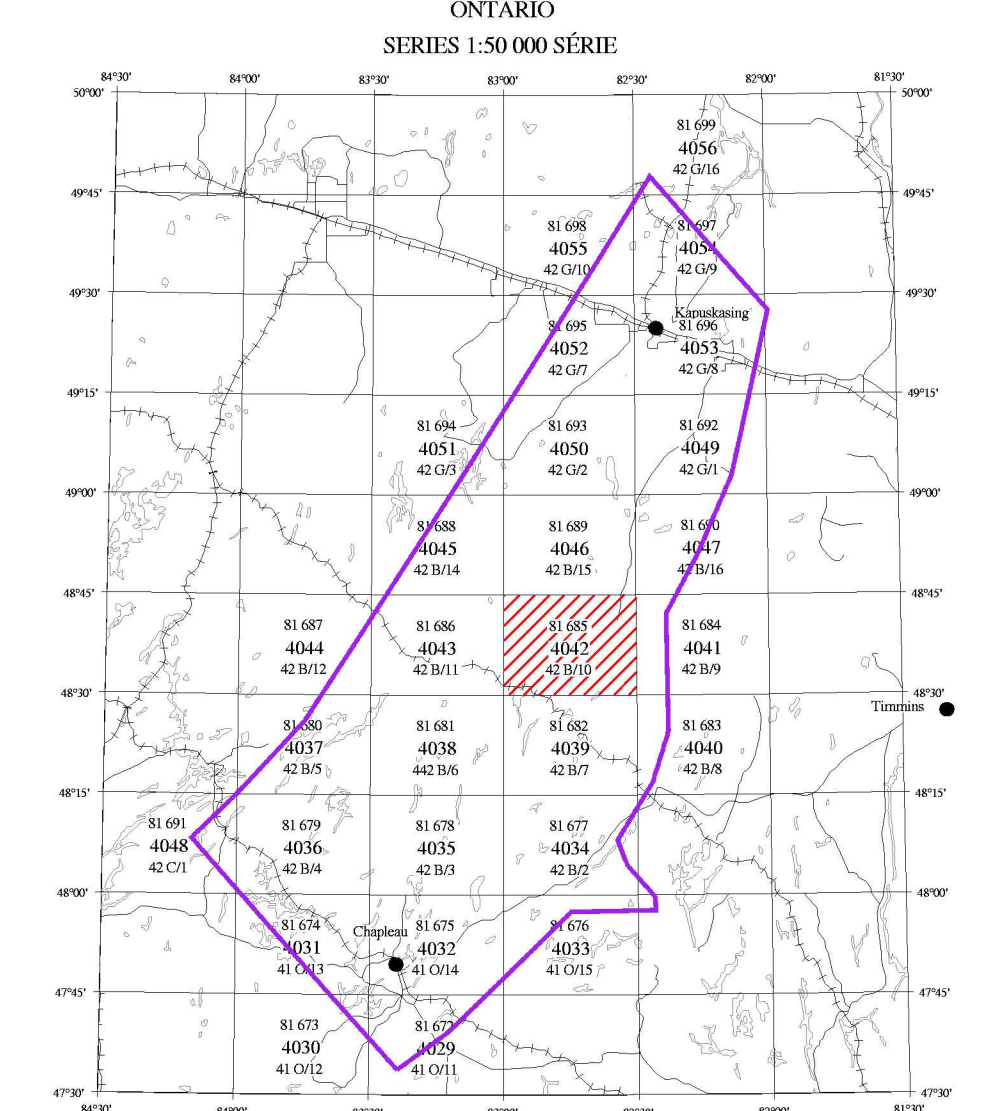 ONTARIO
SERIES 1:50 000 SÉRIE
84°30' 84°00' 83°30' 83°00' 82°30' 82°00' 81°30'
50°00' 50°00'
81 699
4056
42 G/16
49°45' 49°45'
81 698 81 697
4055 4054
42 G/10 42 G/9
49°30' 49°30'
Kapuskasing
81 695 81 696
4052 4053
42 G/7 42 G/8
49°15' 49°15'
81 694 81 693 81 692
4051 4050 4049
42 G/3 42 G/2 42 G/1
49°00' 49°00'
81 688 81 689 81 690
4045 4046 4047
42 B/14 42 B/15 42 B/16
48°45' 48°45'
81 687 81 686 81 685 81 684
4044 4043 4042 4041
42 B/12 42 B/11 42 B/10 42 B/9
48°30' 48°30'
Timmins
81 680 81 681 81 682 81 683
4037 4038 4039 4040
42 B/5 442 B/6 42 B/7 42 B/8
48°15' 48°15'
81 691 81 679 81 678 81 677
4048 4036 4035 4034
42 C/1 42 B/4 42 B/3 42 B/2
48°00' 48°00'
81 674 81 675 81 676
Chapleau
4031 4032 4033
41 O/13 41 O/14 41 O/15
47°45' 47°45'
81 673 81 672
4030 4029
41 O/12 41 O/11
47°30' 47°30'
84°30' 84°00' 83°30' 83°00' 82°30' 82°00' 81°30'